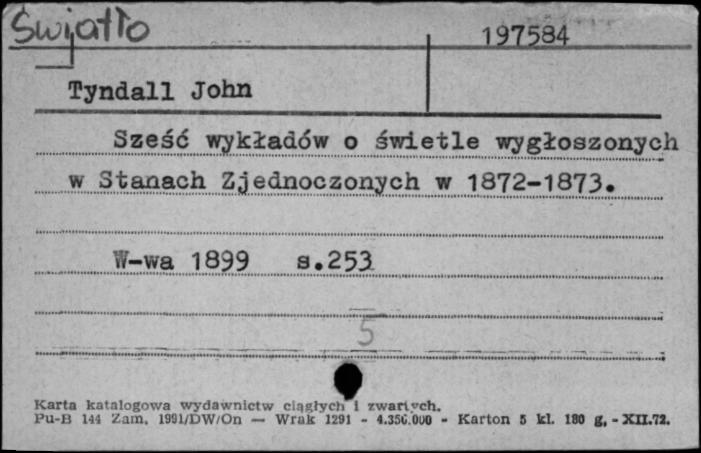 Światło
197584
Tyndall John
Sześć wykładów o świetle wygłoszonych
w Stanach Zjednoczonych w 1872-1873.
W-wa 1899 s.253
5
Karta katalogowa wydawnictw ciągłych i zwartych.
Pu-B 144 Zam. 1991/DW/On — Wrak 1291 - 4.350.000 - Karton 5 kl. 180 g. - XII.72.